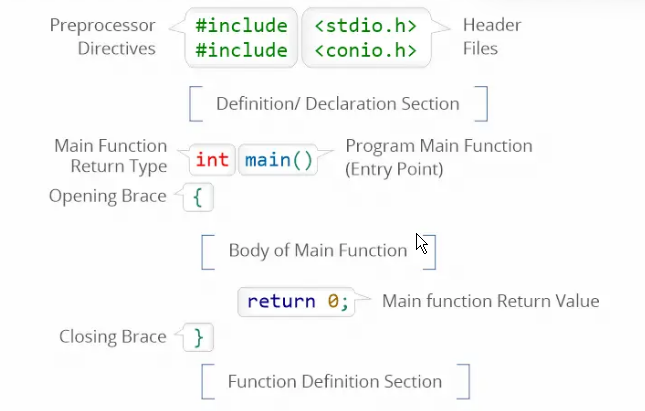 Preprocessor #include <stdio.h> Header
Directives #include <conio.h> Files
Definition/ Declaration Section
Main Function Program Main Function
Return Type int main() (Entry Point)
Opening Brace {
Body of Main Function
return 0; Main function Return Value
Closing Brace }
Function Definition Section